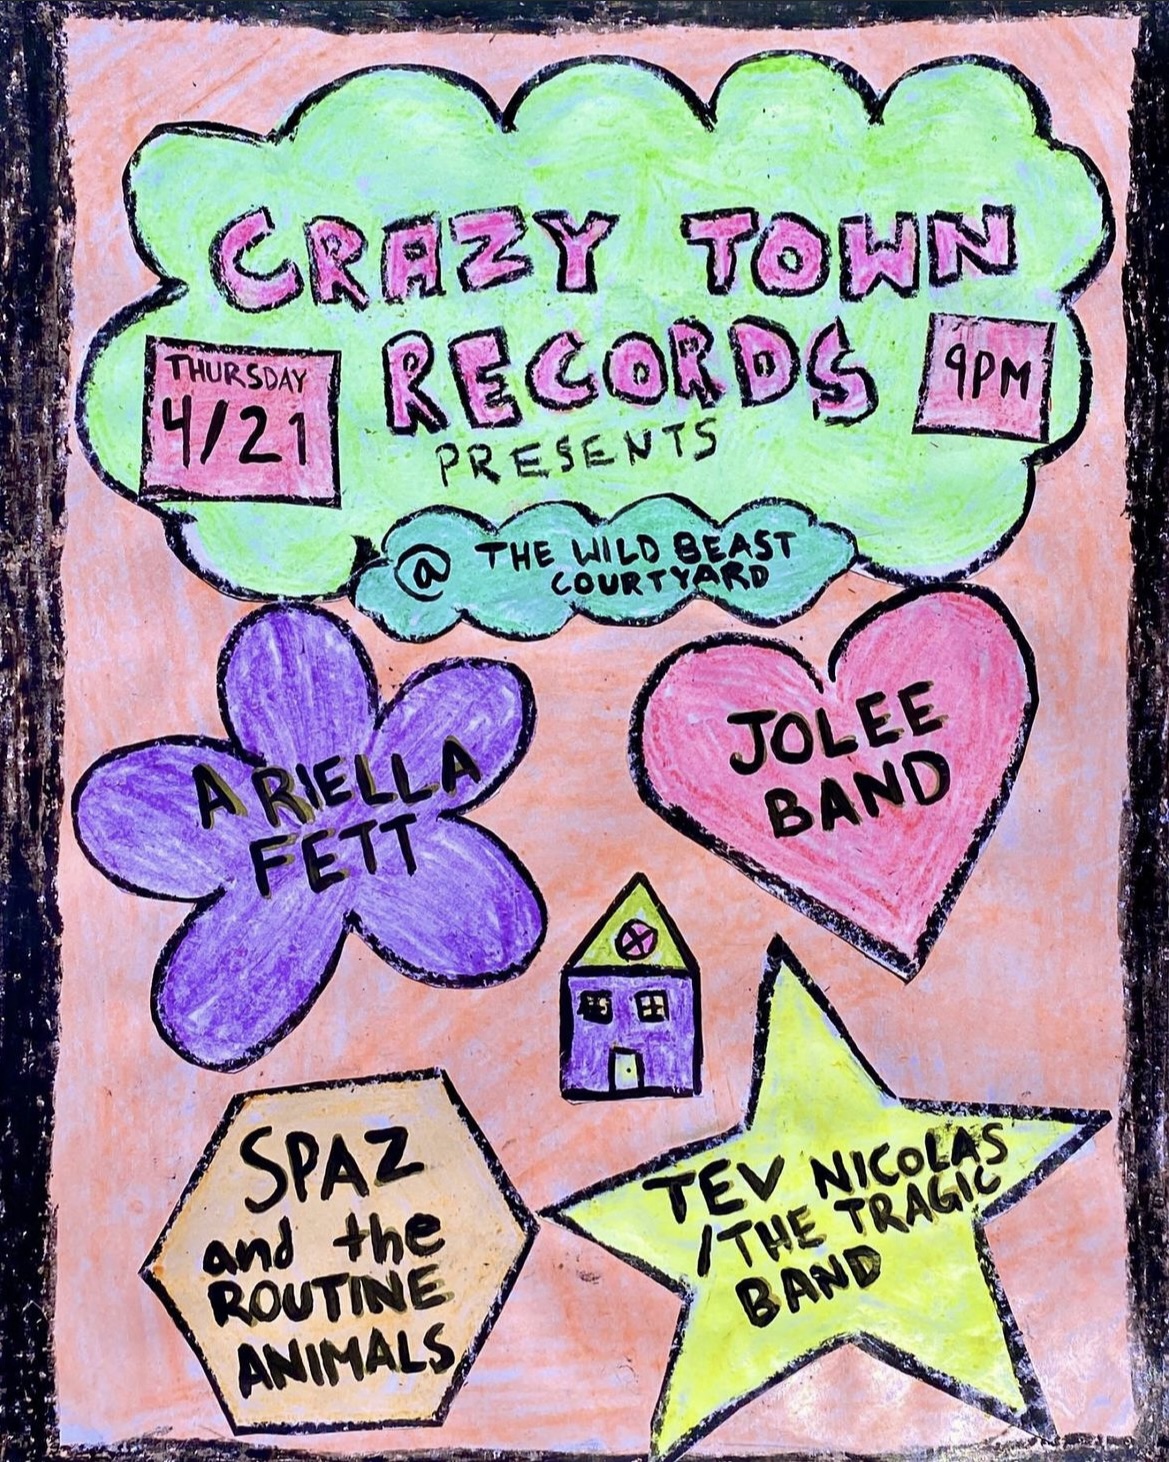 CRAZY TOWN
RECORDS
THURSDAY
4/21
9PM
PRESENTS
@ THE WILD BEAST
COURTYARD
ARIELLA
FETT
JOLEE
BAND
SPAZ
and the
ROUTINE
ANIMALS
TEV NICOLAS
/THE TRAGIC
BAND